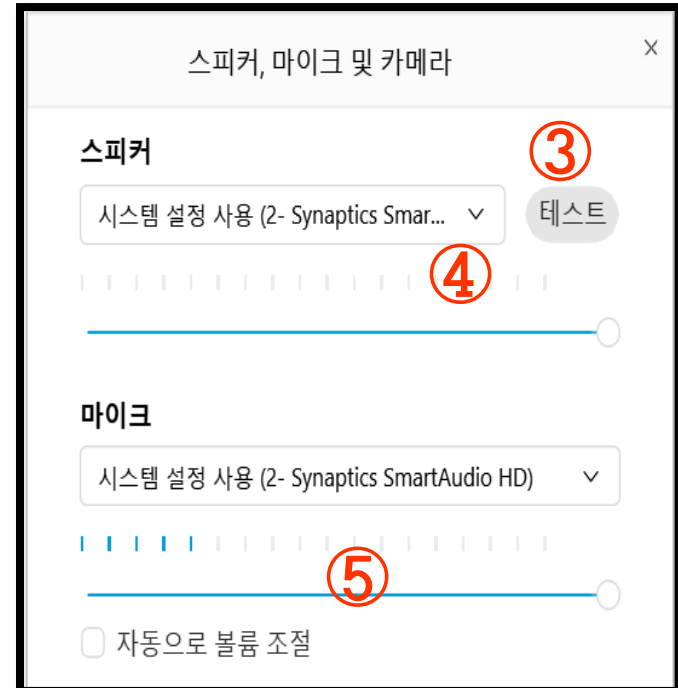 스피커, 마이크 및 카메라 X
스피커 ③
시스템 설정 사용 (2- Synaptics Smar... 테스트
④
마이크
시스템 설정 사용 (2- Synaptics SmartAudio HD)
⑤
자동으로 볼륨 조절